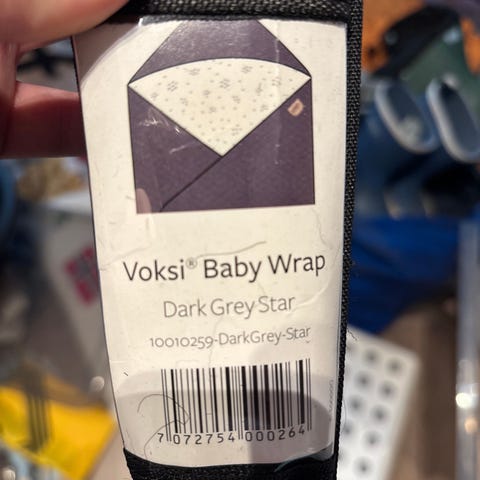 Voksi® Baby Wrap
Dark Grey Star
10010259-DarkGrey-Star
7 072754 000264